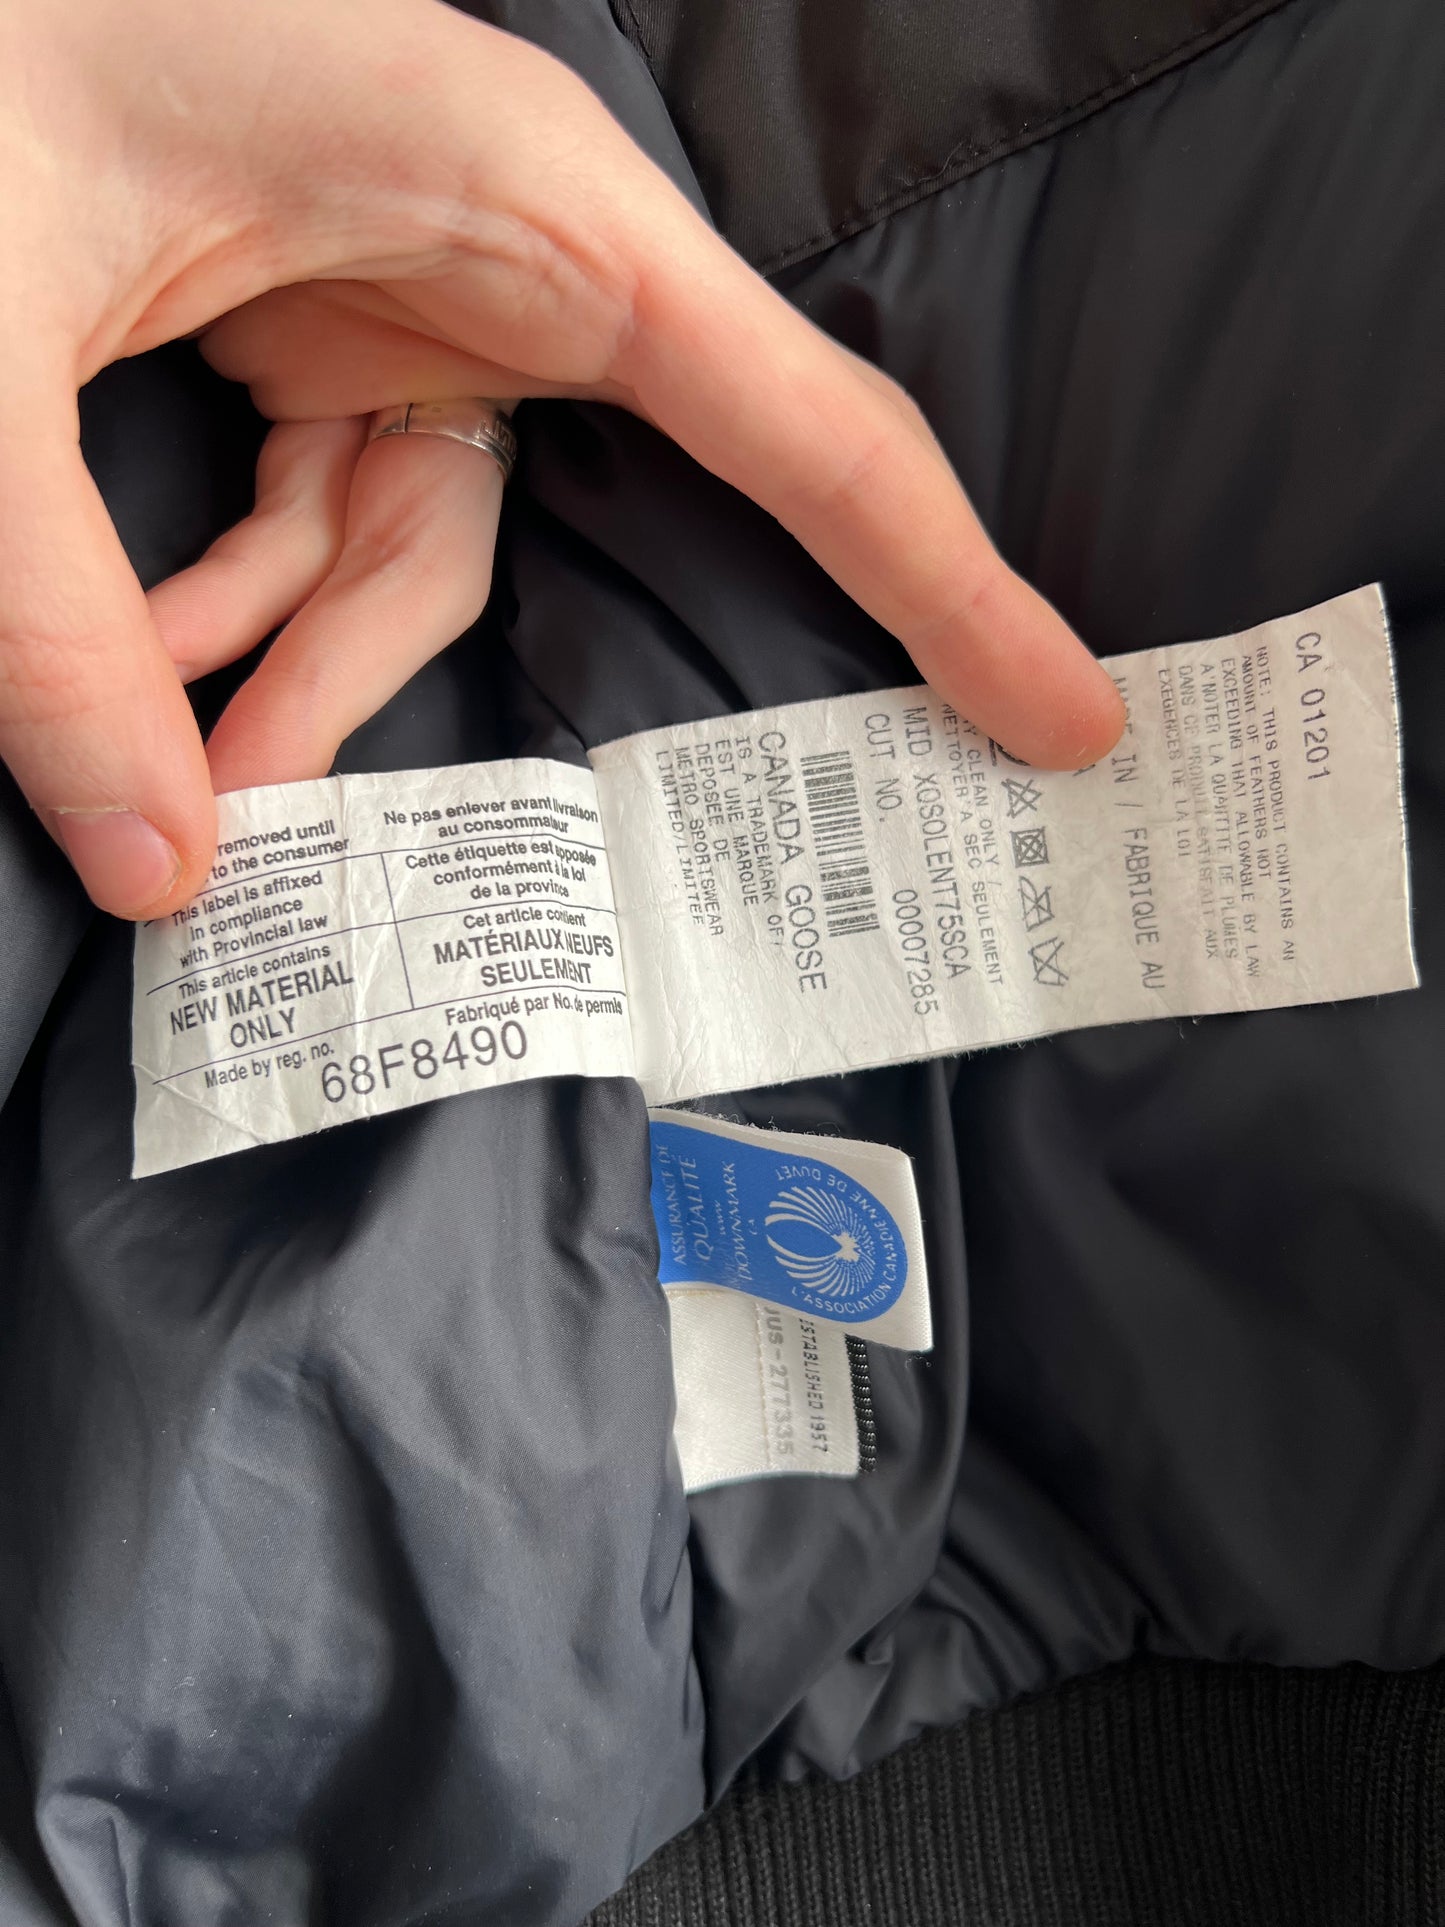 removed until
to the consumer
This label is affixed
in compliance
with Provincial law
This article contains
NEW MATERIAL
ONLY
Made by reg. no.
Ne pas enlever avant livraison
au consommateur
Cette étiquette est apposée
conformément à la loi
de la province
Cet article contient
MATÉRIAUX NEUFS
SEULEMENT
Fabriqué par No. de permis
68F8490
CA 01201
NOTE: THIS PRODUCT CONTAINS AN
AMOUNT OF FEATHERS NOT
EXCEEDING THAT ALLOWABLE BY LAW
A'NOTER LA QUANTITE DE PLUMES
DANS CE PRODUIT SATISFAIT AUX
EXEGENCES DE LA LOI
MADE IN / FABRIQUE AU
DRY CLEAN ONLY / SEULEMENT
NETTOYER A SEC
MID XOSOLENT75SCA
CUT NO. 00007285
CANADA GOOSE
IS A TRADEMARK OF/
EST UNE MARQUE
DEPOSEE DE
METRO SPORTSWEAR
LIMITED/LIMITEE
L'ASSOCIATION CANADIENNE DE DUVET
ASSURANCE DE
QUALITÉ
www
DOWNMARK
CA
ESTABLISHED 1957
US-277335